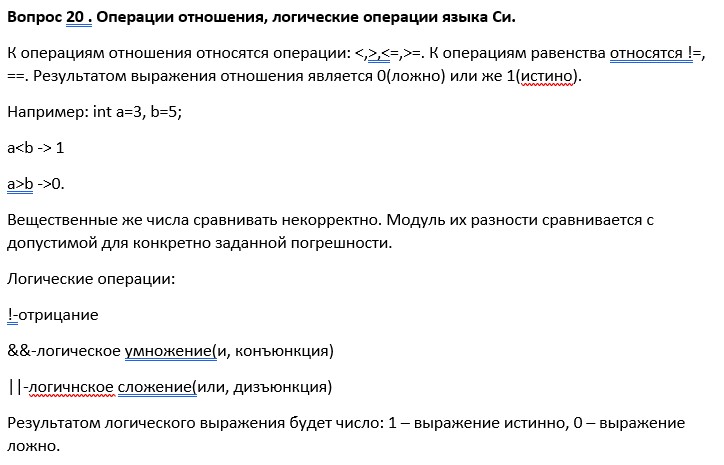 Вопрос 20 . Операции отношения, логические операции языка Си.
К операциям отношения относятся операции: <,>,<=,>=. К операциям равенства относятся !=,
==. Результатом выражения отношения является 0(ложно) или же 1(истино).
Например: int a=3, b=5;
a<b -> 1
a>b ->0.
Вещественные же числа сравнивать некорректно. Модуль их разности сравнивается с
допустимой для конкретно заданной погрешности.
Логические операции:
!-отрицание
&&-логическое умножение(и, конъюнкция)
||-логичнское сложение(или, дизъюнкция)
Результатом логического выражения будет число: 1 – выражение истинно, 0 – выражение
ложно.